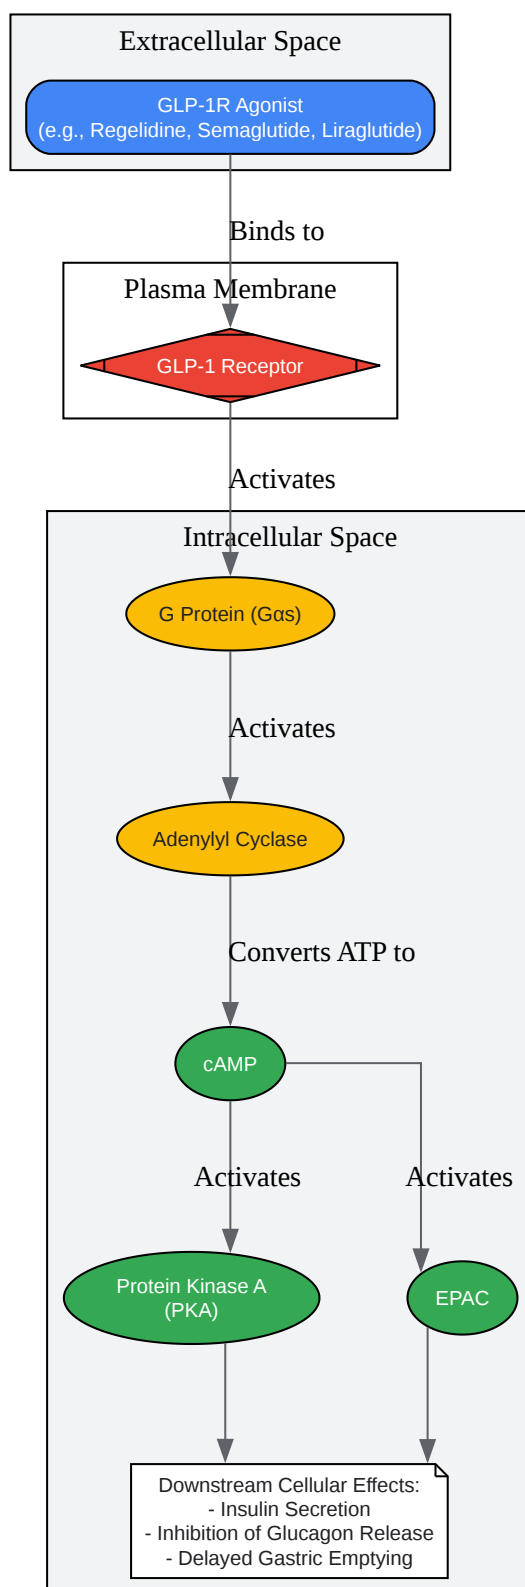 Extracellular Space
GLP-1R Agonist
(e.g., Regelidine, Semaglutide, Liraglutide)
Binds to
Plasma Membrane
GLP-1 Receptor
Activates
Intracellular Space
G Protein (Gαs)
Activates
Adenylyl Cyclase
Converts ATP to
cAMP
Activates
Activates
Protein Kinase A
(PKA)
EPAC
Downstream Cellular Effects:
- Insulin Secretion
- Inhibition of Glucagon Release
- Delayed Gastric Emptying